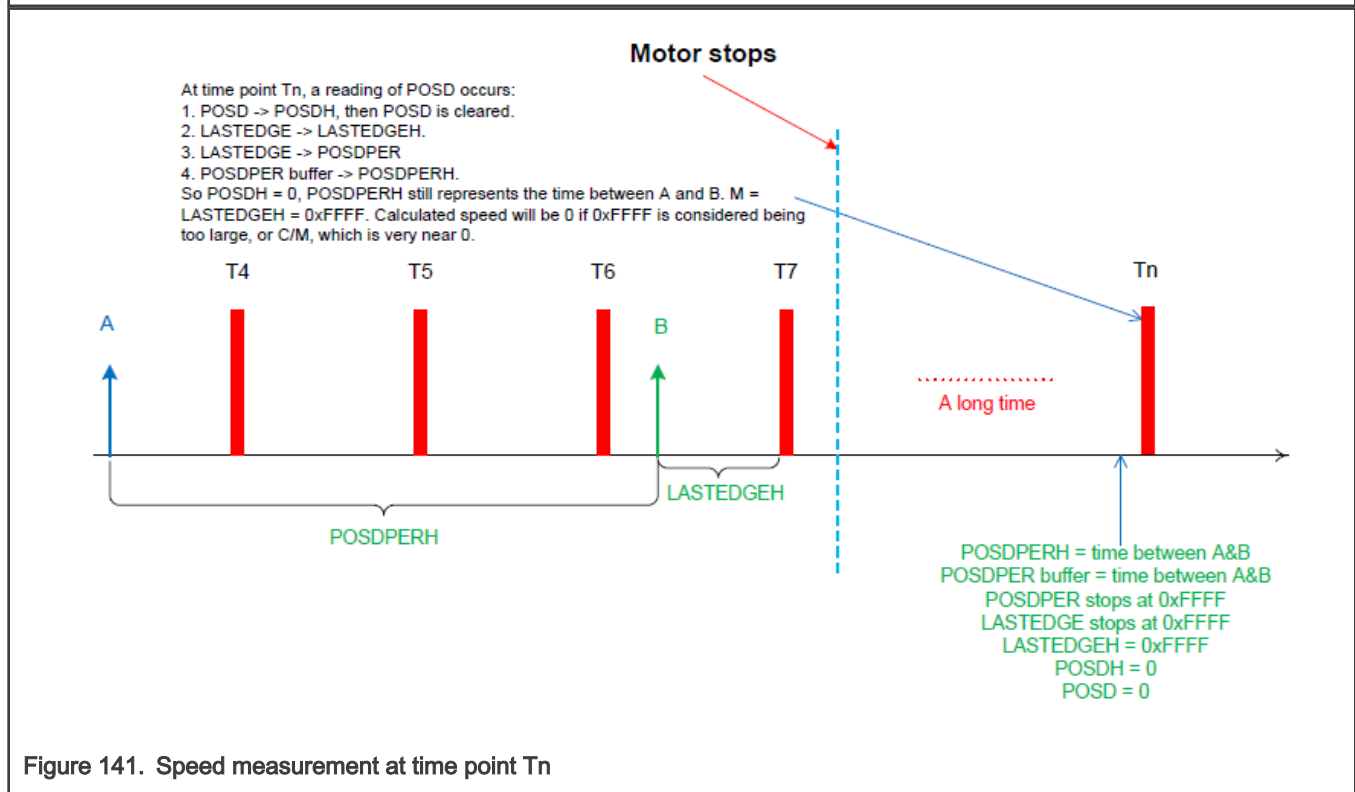 Motor stops
At time point Tn, a reading of POSD occurs:
1. POSD -> POSDH, then POSD is cleared.
2. LASTEDGE -> LASTEDGEH.
3. LASTEDGE -> POSDPER
4. POSDPER buffer -> POSDPERH.
So POSDH = 0, POSDPERH still represents the time between A and B. M =
LASTEDGEH = 0xFFFF. Calculated speed will be 0 if 0xFFFF is considered being
too large, or C/M, which is very near 0.
T4
T5
T6
T7
Tn
A
B
A long time
LASTEDGEH
POSDPERH
POSDPERH = time between A&B
POSDPER buffer = time between A&B
POSDPER stops at 0xFFFF
LASTEDGE stops at 0xFFFF
LASTEDGEH = 0xFFFF
POSDH = 0
POSD = 0
Figure 141. Speed measurement at time point Tn